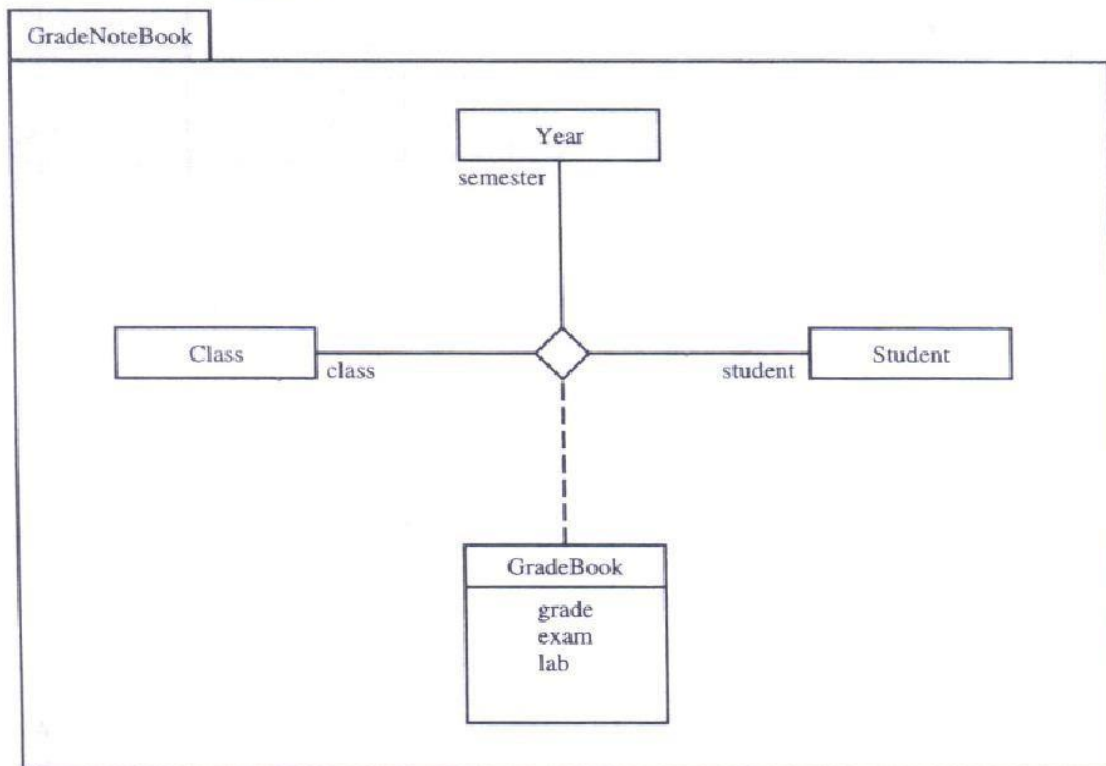 GradeNoteBook
Year
semester
Class
Student
class
student
GradeBook
grade
exam
lab